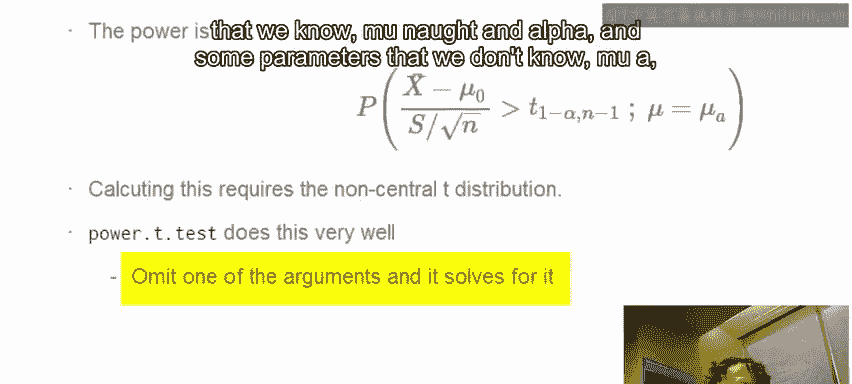 · The power is
that we know, mu naught and alpha, and
some parameters that we don't know, mu a,
P( (X̄ − μ₀) / (S/√n) > t₁₋α,ₙ₋₁ ; μ = μₐ )
· Calcuting this requires the non-central t distribution.
· power.t.test does this very well
- Omit one of the arguments and it solves for it